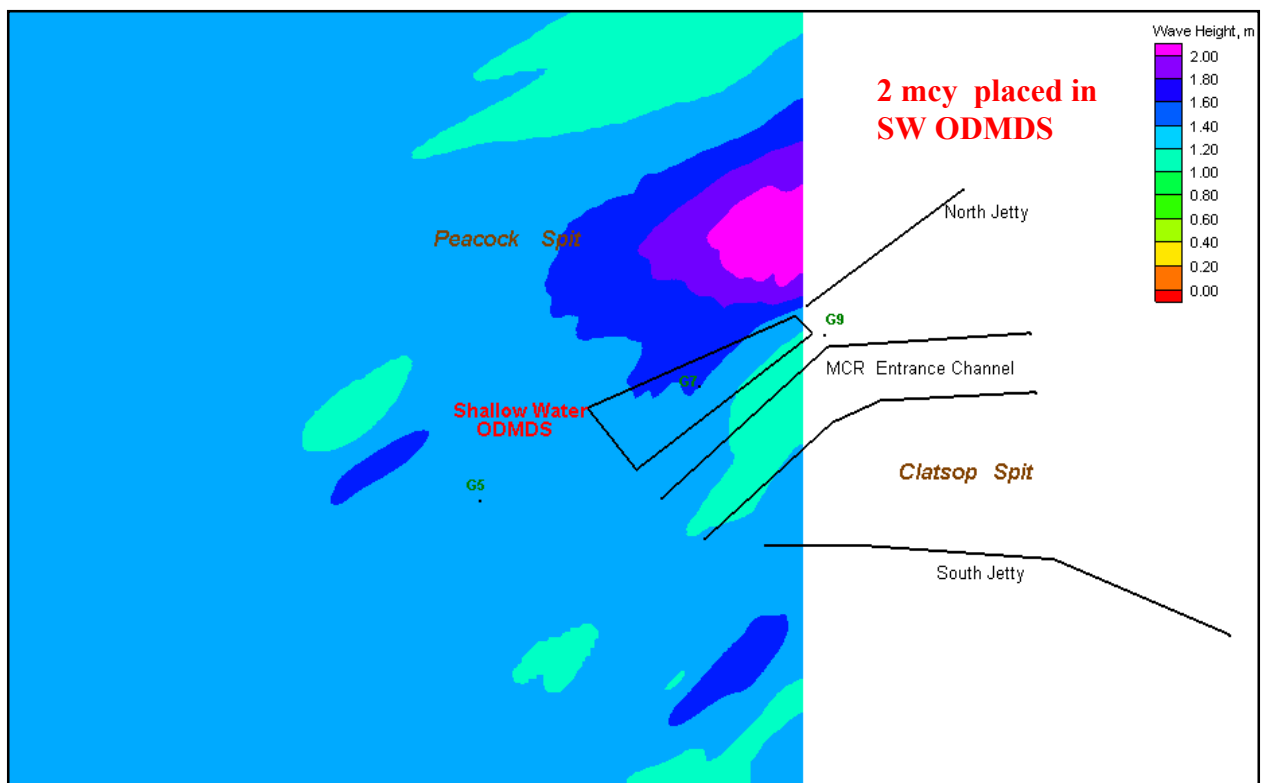 Wave Height, m
2.00
1.80
1.60
1.40
1.20
1.00
0.80
0.60
0.40
0.20
0.00
2 mcy placed in
SW ODMDS
North Jetty
Peacock Spit
G9
MCR Entrance Channel
G7
Shallow Water
ODMDS
Clatsop Spit
G5
South Jetty